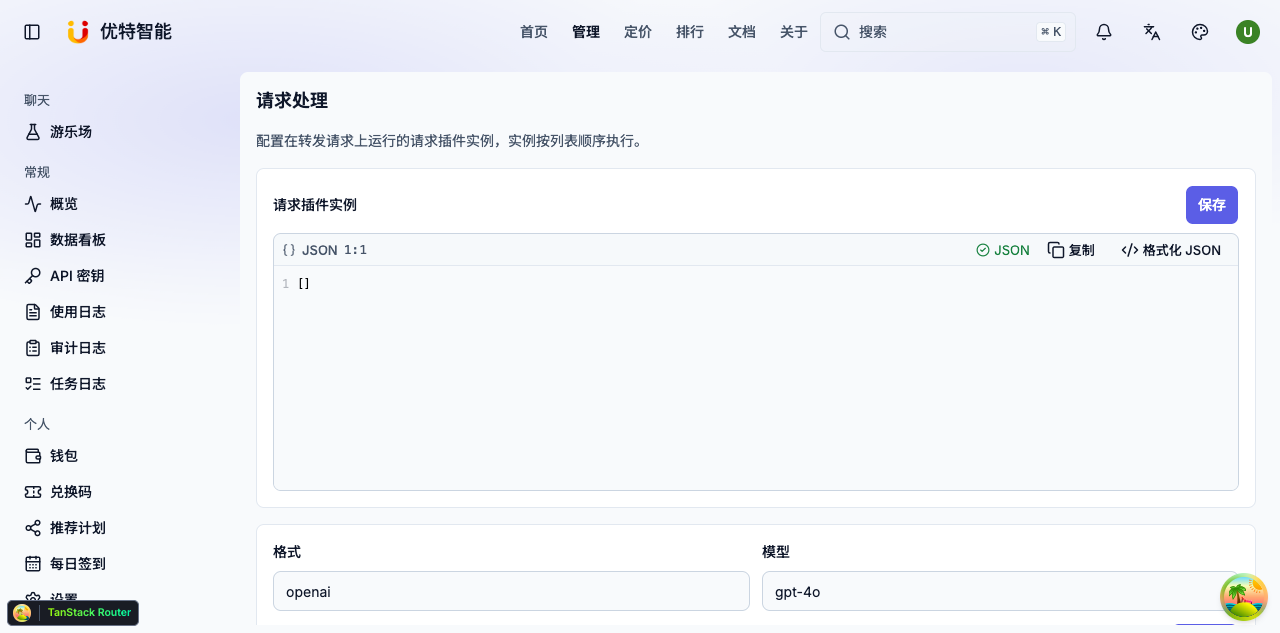 优特智能
首页 管理 定价 排行 文档 关于 搜索 ⌘ K U
聊天
游乐场
常规
概览
数据看板
API 密钥
使用日志
审计日志
任务日志
个人
钱包
兑换码
推荐计划
每日签到
设置
TanStack Router
请求处理
配置在转发请求上运行的请求插件实例，实例按列表顺序执行。
请求插件实例 保存
{} JSON 1:1 JSON 复制 </> 格式化 JSON
1 []
格式 模型
openai gpt-4o